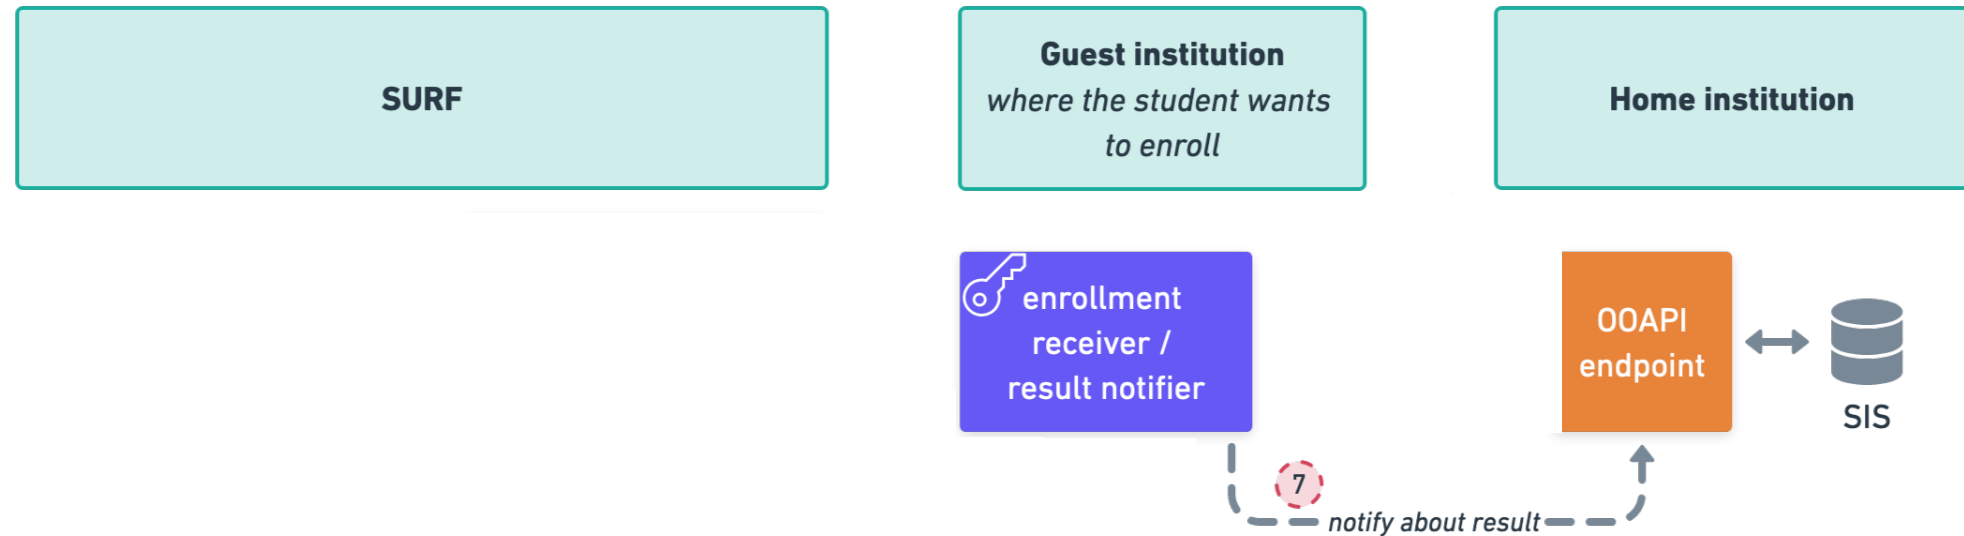 SURF
Guest institution
where the student wants
to enroll
Home institution
enrollment
receiver /
result notifier
OOAPI
endpoint
SIS
7
notify about result